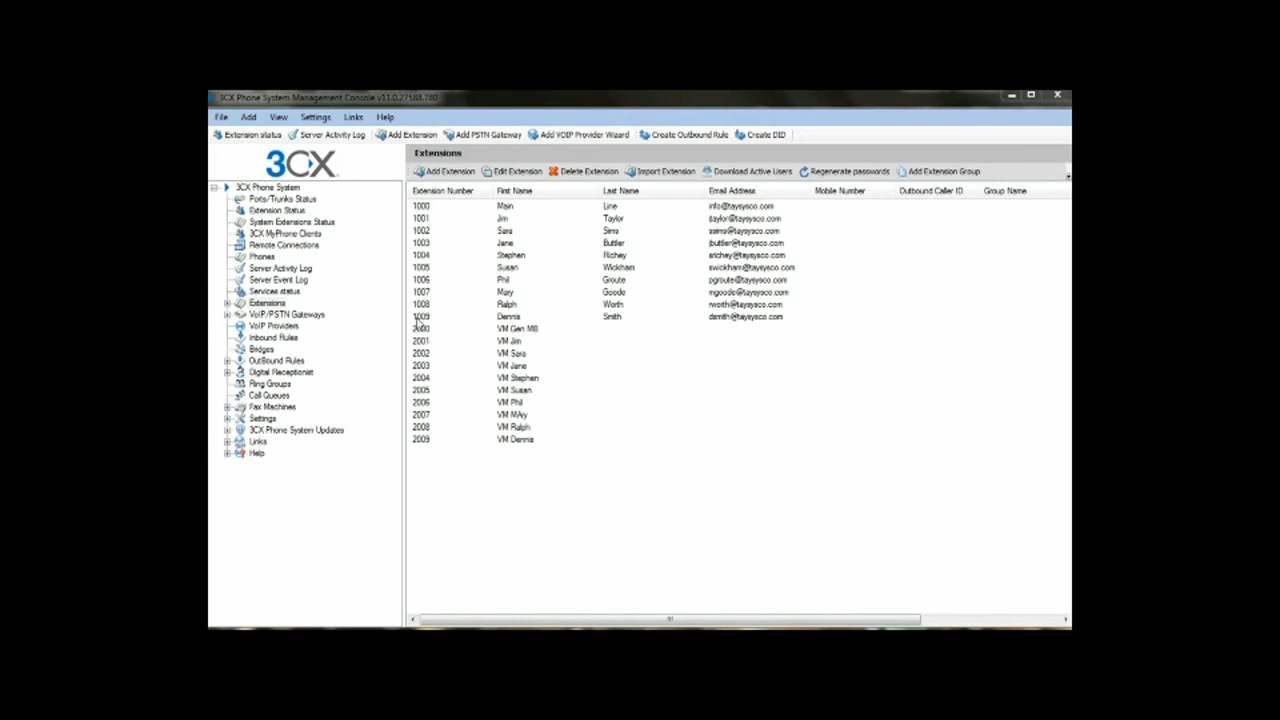 3CX Phone System Management Console v11.0.27568.780
File Add View Settings Links Help
Extension status Server Activity Log Add Extension Add PSTN Gateway Add VOIP Provider Wizard Create Outbound Rule Create DID
3CX
3CX Phone System
Ports/Trunks Status
Extension Status
System Extensions Status
3CX MyPhone Clients
Remote Connections
Phones
Server Activity Log
Server Event Log
Services status
Extensions
VoIP/PSTN Gateways
VoIP Providers
Inbound Rules
Bridges
OutBound Rules
Digital Receptionist
Ring Groups
Call Queues
Fax Machines
Settings
3CX Phone System Updates
Links
Help
Extensions
Add Extension Edit Extension Delete Extension Import Extension Download Active Users Regenerate passwords Add Extension Group
Extension Number First Name Last Name Email Address Mobile Number Outbound Caller ID Group Name
1000 Main Line info@taysysco.com
1001 Jim Taylor jtaylor@taysysco.com
1002 Sara Sims ssims@taysysco.com
1003 Jane Buttler jbuttler@taysysco.com
1004 Stephen Richey srichey@taysysco.com
1005 Susan Wickham swickham@taysysco.com
1006 Phil Groute pgroute@taysysco.com
1007 Mary Goode mgoode@taysysco.com
1008 Ralph Worth rworth@taysysco.com
1009 Dennis Smith dsmith@taysysco.com
2000 VM Gen MB
2001 VM Jim
2002 VM Sara
2003 VM Jane
2004 VM Stephen
2005 VM Susan
2006 VM Phil
2007 VM MAry
2008 VM Ralph
2009 VM Dennis